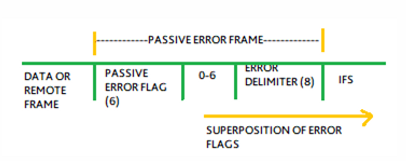 ------------PASSIVE ERROR FRAME-------------
DATA OR
REMOTE
FRAME
PASSIVE
ERROR FLAG
(6)
0-6
ERROR
DELIMITER (8)
IFS
SUPERPOSITION OF ERROR
FLAGS